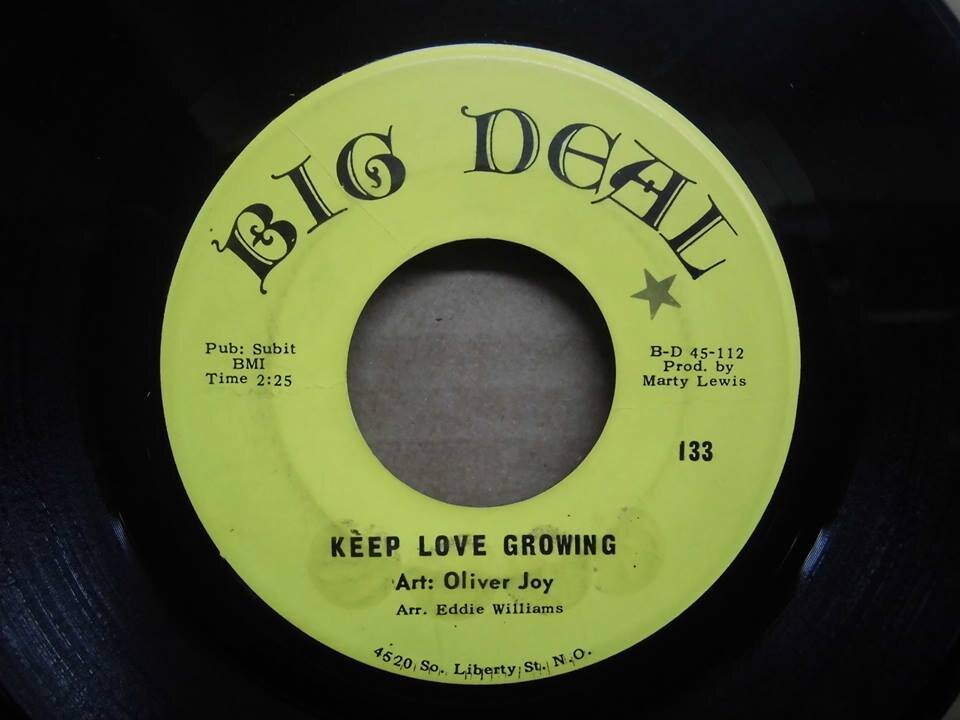 BIG DEAL
Pub: Subit
BMI
Time 2:25
B-D 45-112
Prod. by
Marty Lewis
133
KEEP LOVE GROWING
Art: Oliver Joy
Arr. Eddie Williams
4520 So. Liberty St. N.O.